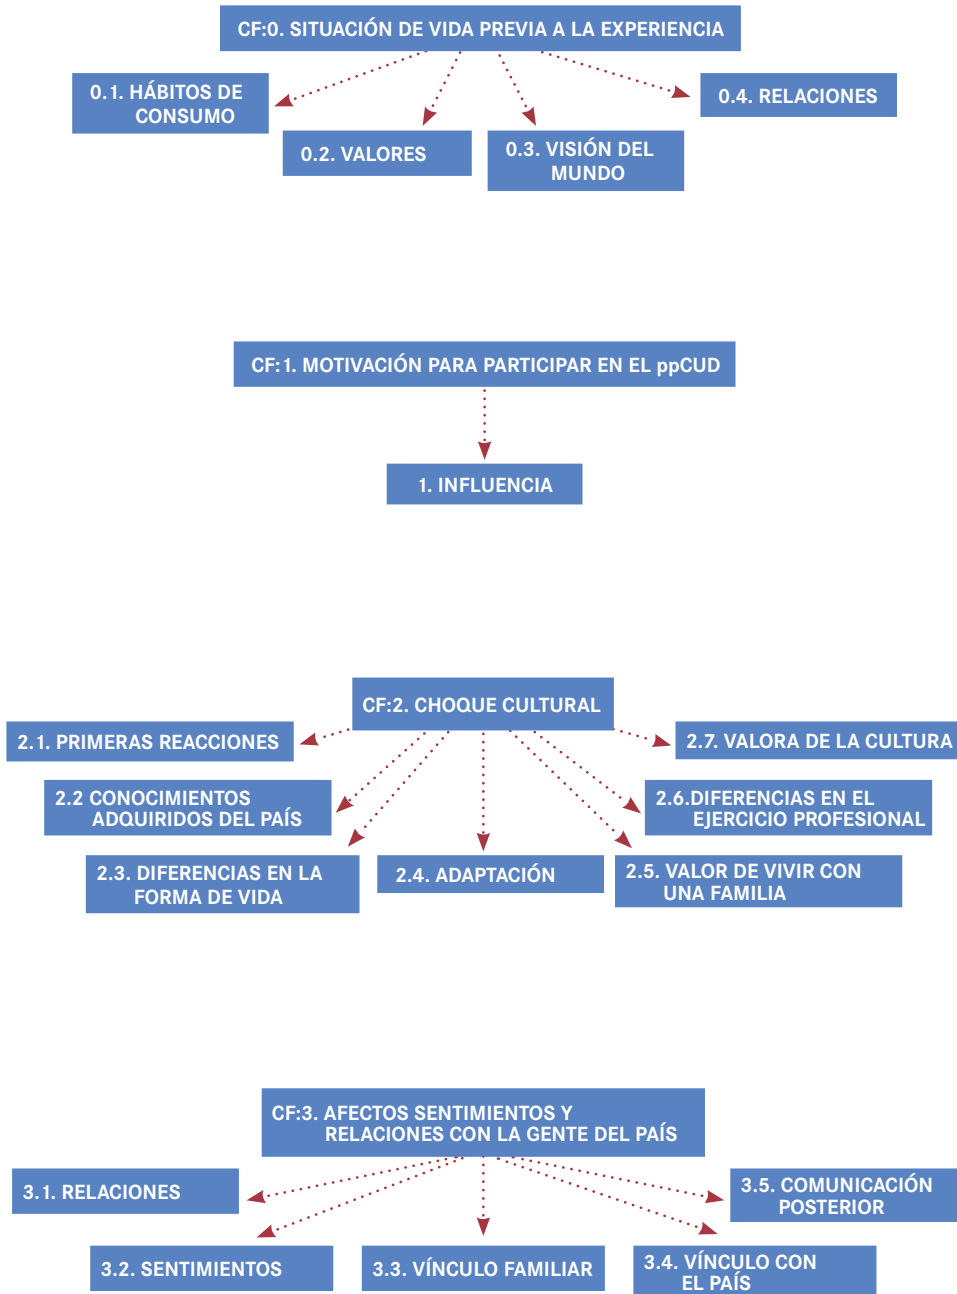 CF:0. SITUACIÓN DE VIDA PREVIA A LA EXPERIENCIA
0.1. HÁBITOS DE
CONSUMO
0.2. VALORES
0.3. VISIÓN DEL
MUNDO
0.4. RELACIONES
CF:1. MOTIVACIÓN PARA PARTICIPAR EN EL ppCUD
1. INFLUENCIA
CF:2. CHOQUE CULTURAL
2.1. PRIMERAS REACCIONES
2.2 CONOCIMIENTOS
ADQUIRIDOS DEL PAÍS
2.3. DIFERENCIAS EN LA
FORMA DE VIDA
2.4. ADAPTACIÓN
2.5. VALOR DE VIVIR CON
UNA FAMILIA
2.6.DIFERENCIAS EN EL
EJERCICIO PROFESIONAL
2.7. VALORA DE LA CULTURA
CF:3. AFECTOS SENTIMIENTOS Y
RELACIONES CON LA GENTE DEL PAÍS
3.1. RELACIONES
3.2. SENTIMIENTOS
3.3. VÍNCULO FAMILIAR
3.4. VÍNCULO CON
EL PAÍS
3.5. COMUNICACIÓN
POSTERIOR